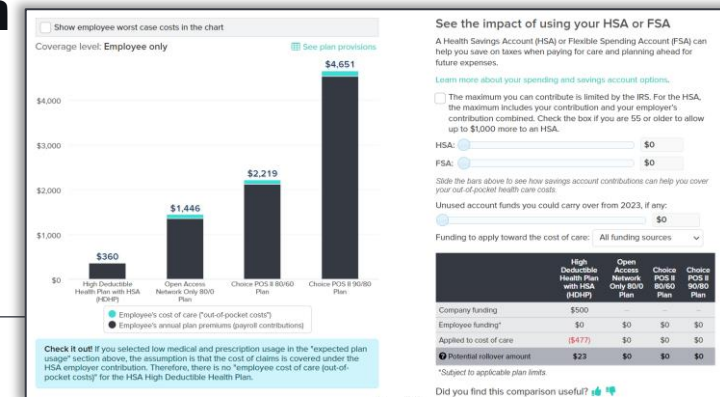 Show employee worst case costs in the chart
Coverage level: Employee only
See plan provisions
$4,651
$4,000
$3,000
$2,219
$2,000
$1,446
$1,000
$360
$0
High Deductible Health Plan with HSA (HDHP)
Open Access Network Only 80/0 Plan
Choice POS II 80/60 Plan
Choice POS II 90/80 Plan
Employee's cost of care ("out-of-pocket costs")
Employee's annual plan premiums (payroll contributions)
Check it out! If you selected low medical and prescription usage in the "expected plan
usage" section above, the assumption is that the cost of claims is covered under the
HSA employer contribution. Therefore, there is no "employee cost of care (out-of-
pocket costs)" for the HSA High Deductible Health Plan.
See the impact of using your HSA or FSA
A Health Savings Account (HSA) or Flexible Spending Account (FSA) can
help you save on taxes when paying for care and planning ahead for
future expenses.
Learn more about your spending and savings account options.
The maximum you can contribute is limited by the IRS. For the HSA,
the maximum includes your contribution and your employer's
contribution combined. Check the box if you are 55 or older to allow
up to $1,000 more to an HSA.
HSA: $0
FSA: $0
Slide the bars above to see how savings account contributions can help you cover
your out-of-pocket health care costs.
Unused account funds you could carry over from 2023, if any:
$0
Funding to apply toward the cost of care: All funding sources
High Deductible Health Plan with HSA (HDHP) Open Access Network Only 80/0 Plan Choice POS II 80/60 Plan Choice POS II 90/80 Plan
Company funding $500 – – –
Employee funding* $0 $0 $0 $0
Applied to cost of care ($477) $0 $0 $0
Potential rollover amount $23 $0 $0 $0
*Subject to applicable plan limits.
Did you find this comparison useful?